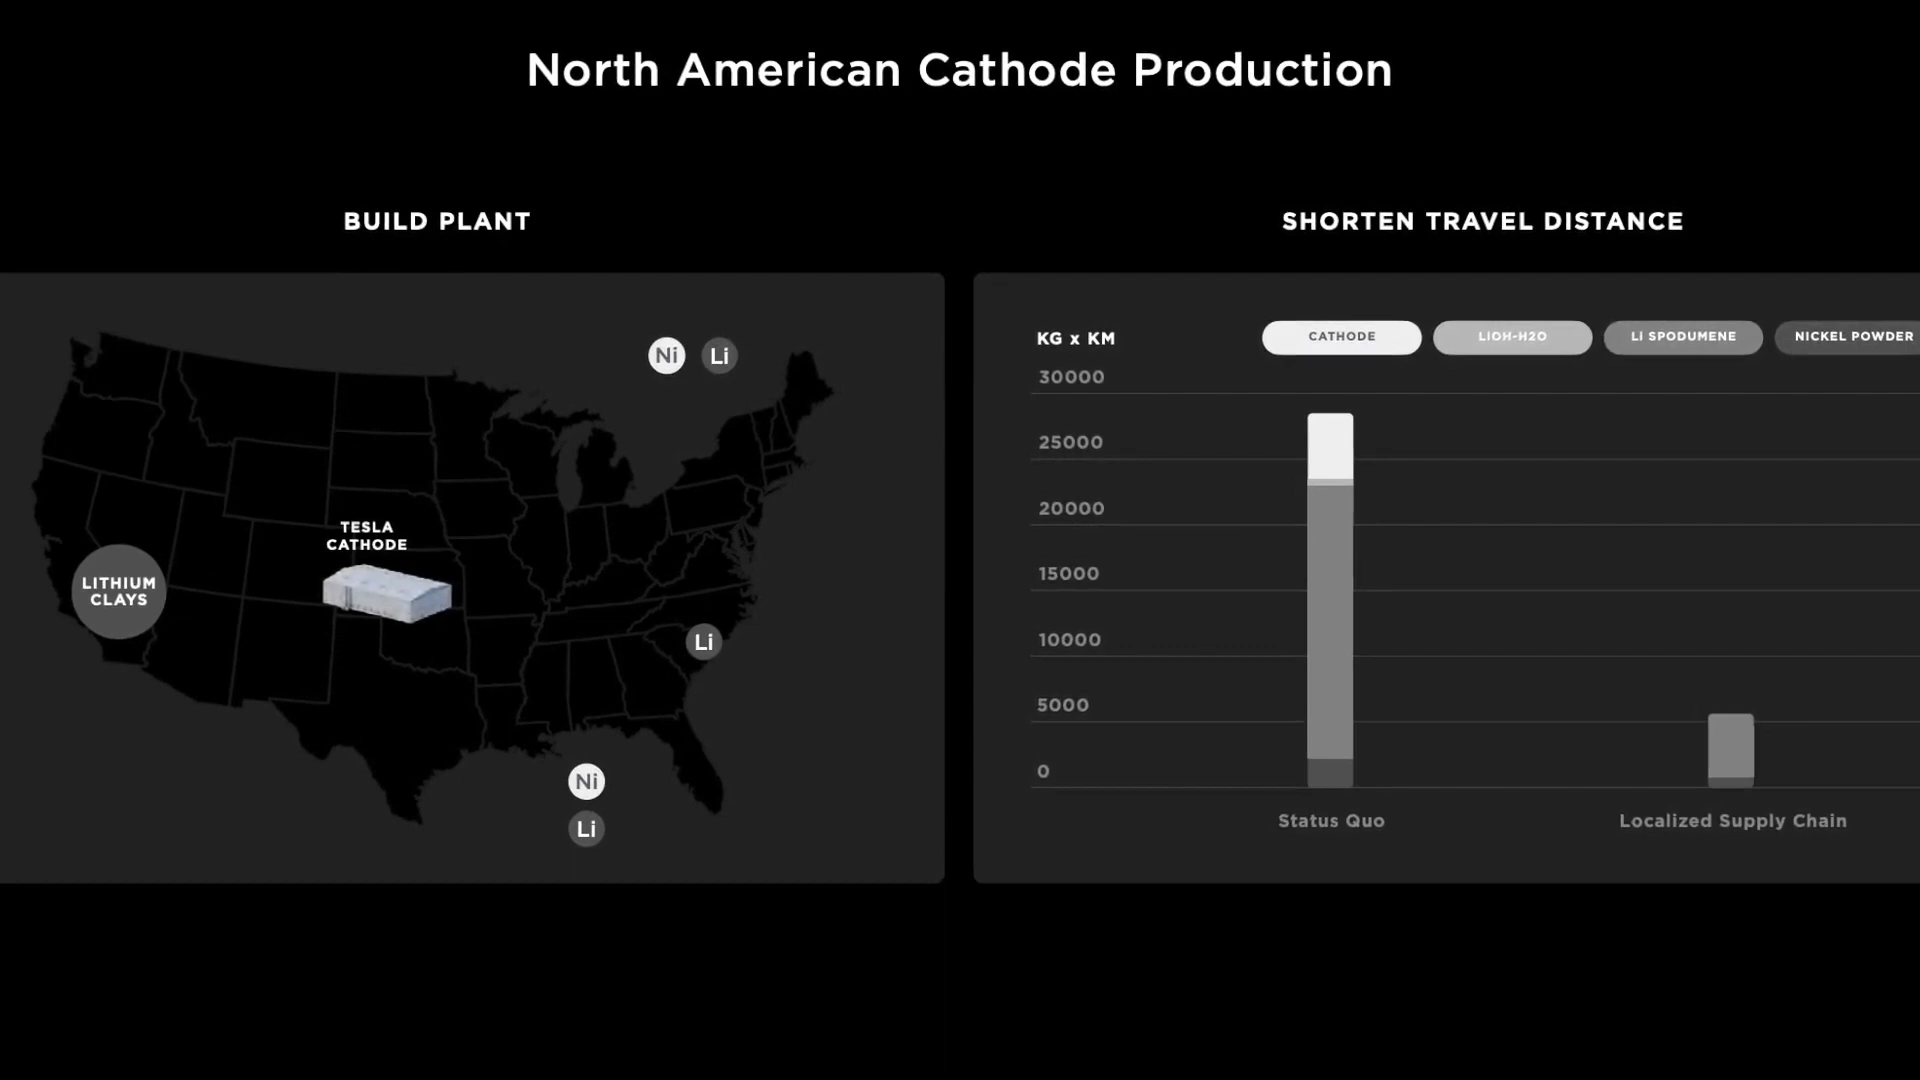 North American Cathode Production
BUILD PLANT
Ni
Li
TESLA
CATHODE
LITHIUM
CLAYS
Li
Ni
Li
SHORTEN TRAVEL DISTANCE
KG x KM
CATHODE
LIOH-H2O
LI SPODUMENE
NICKEL POWDER
30000
25000
20000
15000
10000
5000
0
Status Quo
Localized Supply Chain